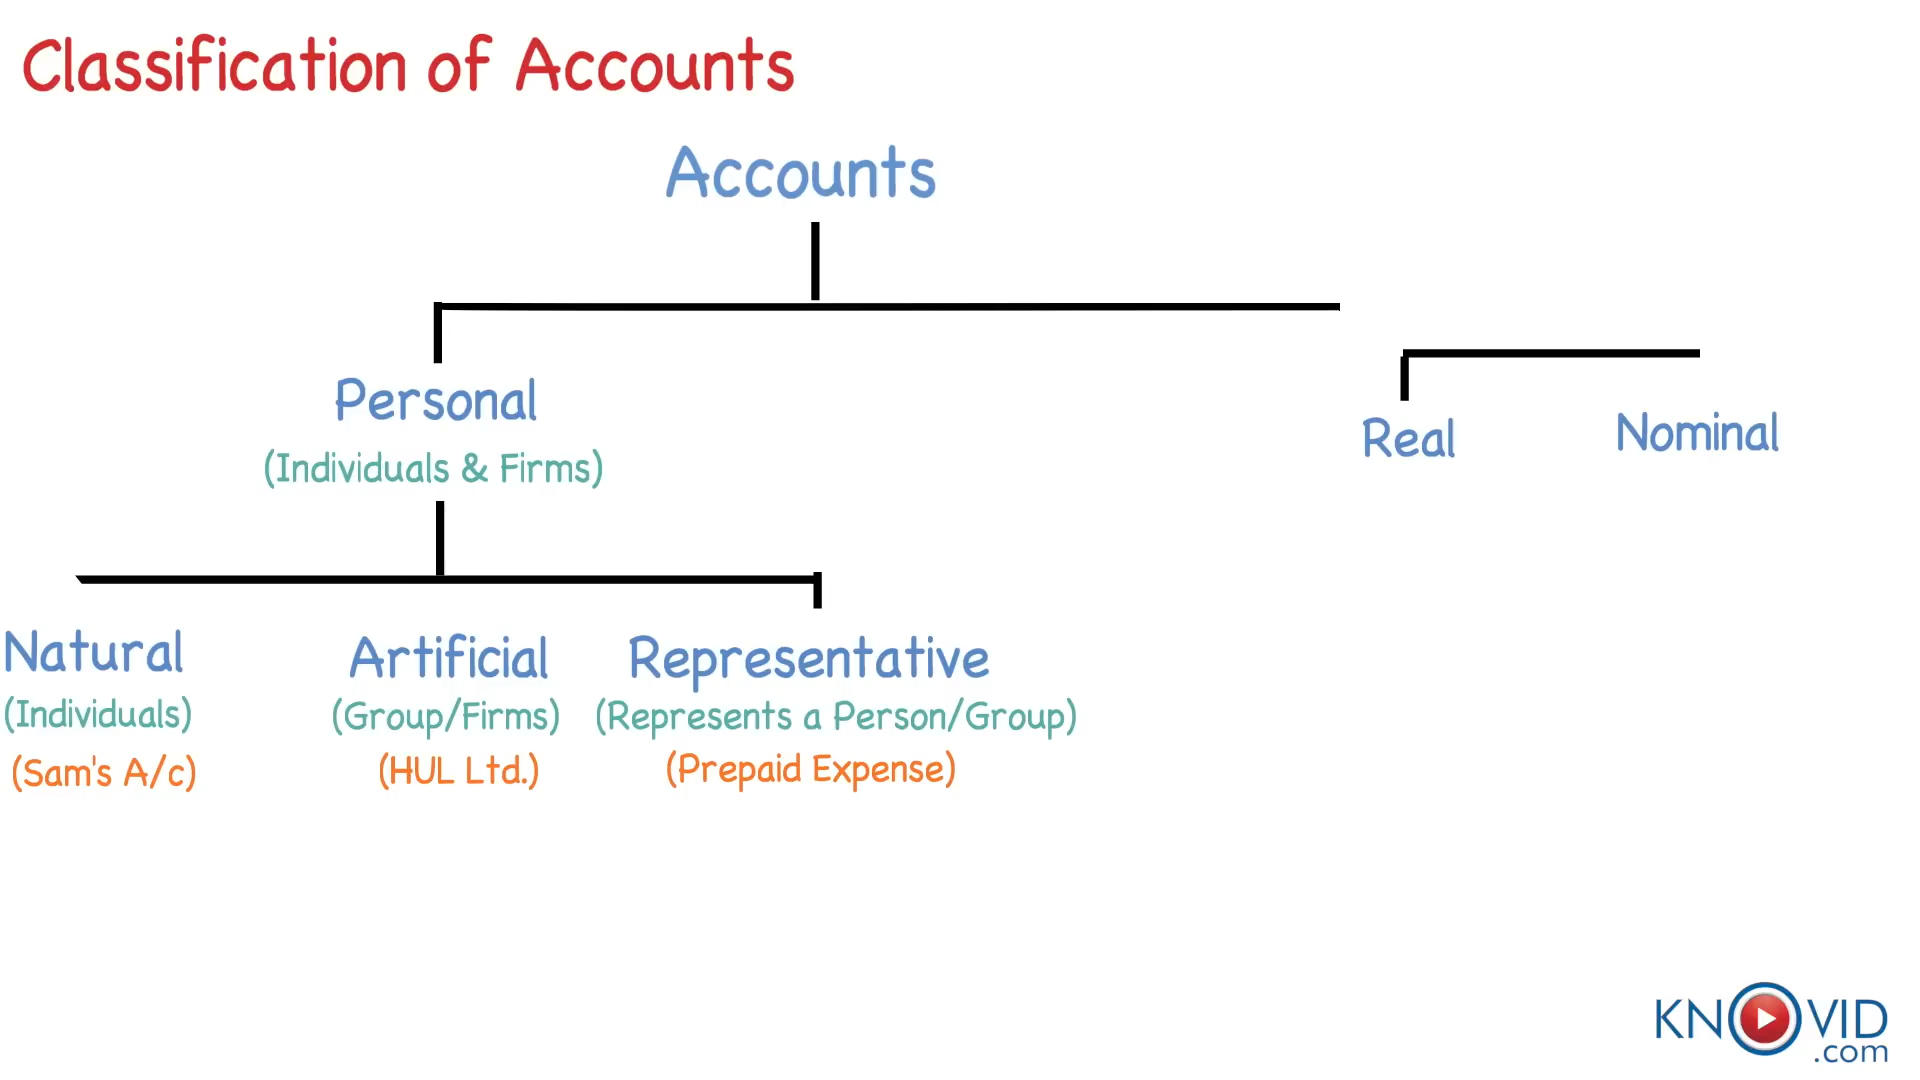 Classification of Accounts
Accounts
Personal
(Individuals & Firms)
Real
Nominal
Natural
(Individuals)
(Sam's A/c)
Artificial
(Group/Firms)
(HUL Ltd.)
Representative
(Represents a Person/Group)
(Prepaid Expense)
KNOVID
.com